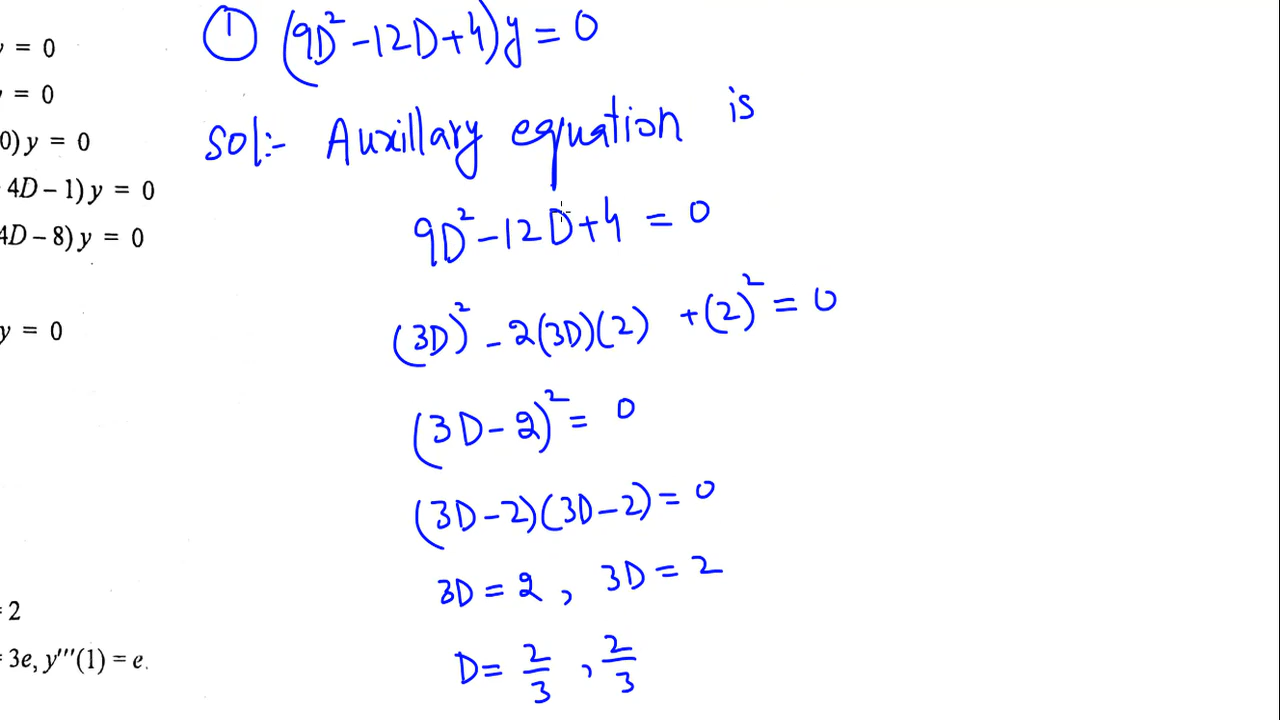 y = 0
= 0
0) y = 0
4D – 1) y = 0
4D – 8) y = 0
y = 0
= 2
= 3e, y'''(1) = e.
① (9D² - 12D + 4) y = 0
Sol:- Auxillary equation is
9D² - 12D + 4 = 0
(3D)² - 2(3D)(2) + (2)² = 0
(3D - 2)² = 0
(3D - 2)(3D - 2) = 0
3D = 2 , 3D = 2
D = 2/3 , 2/3